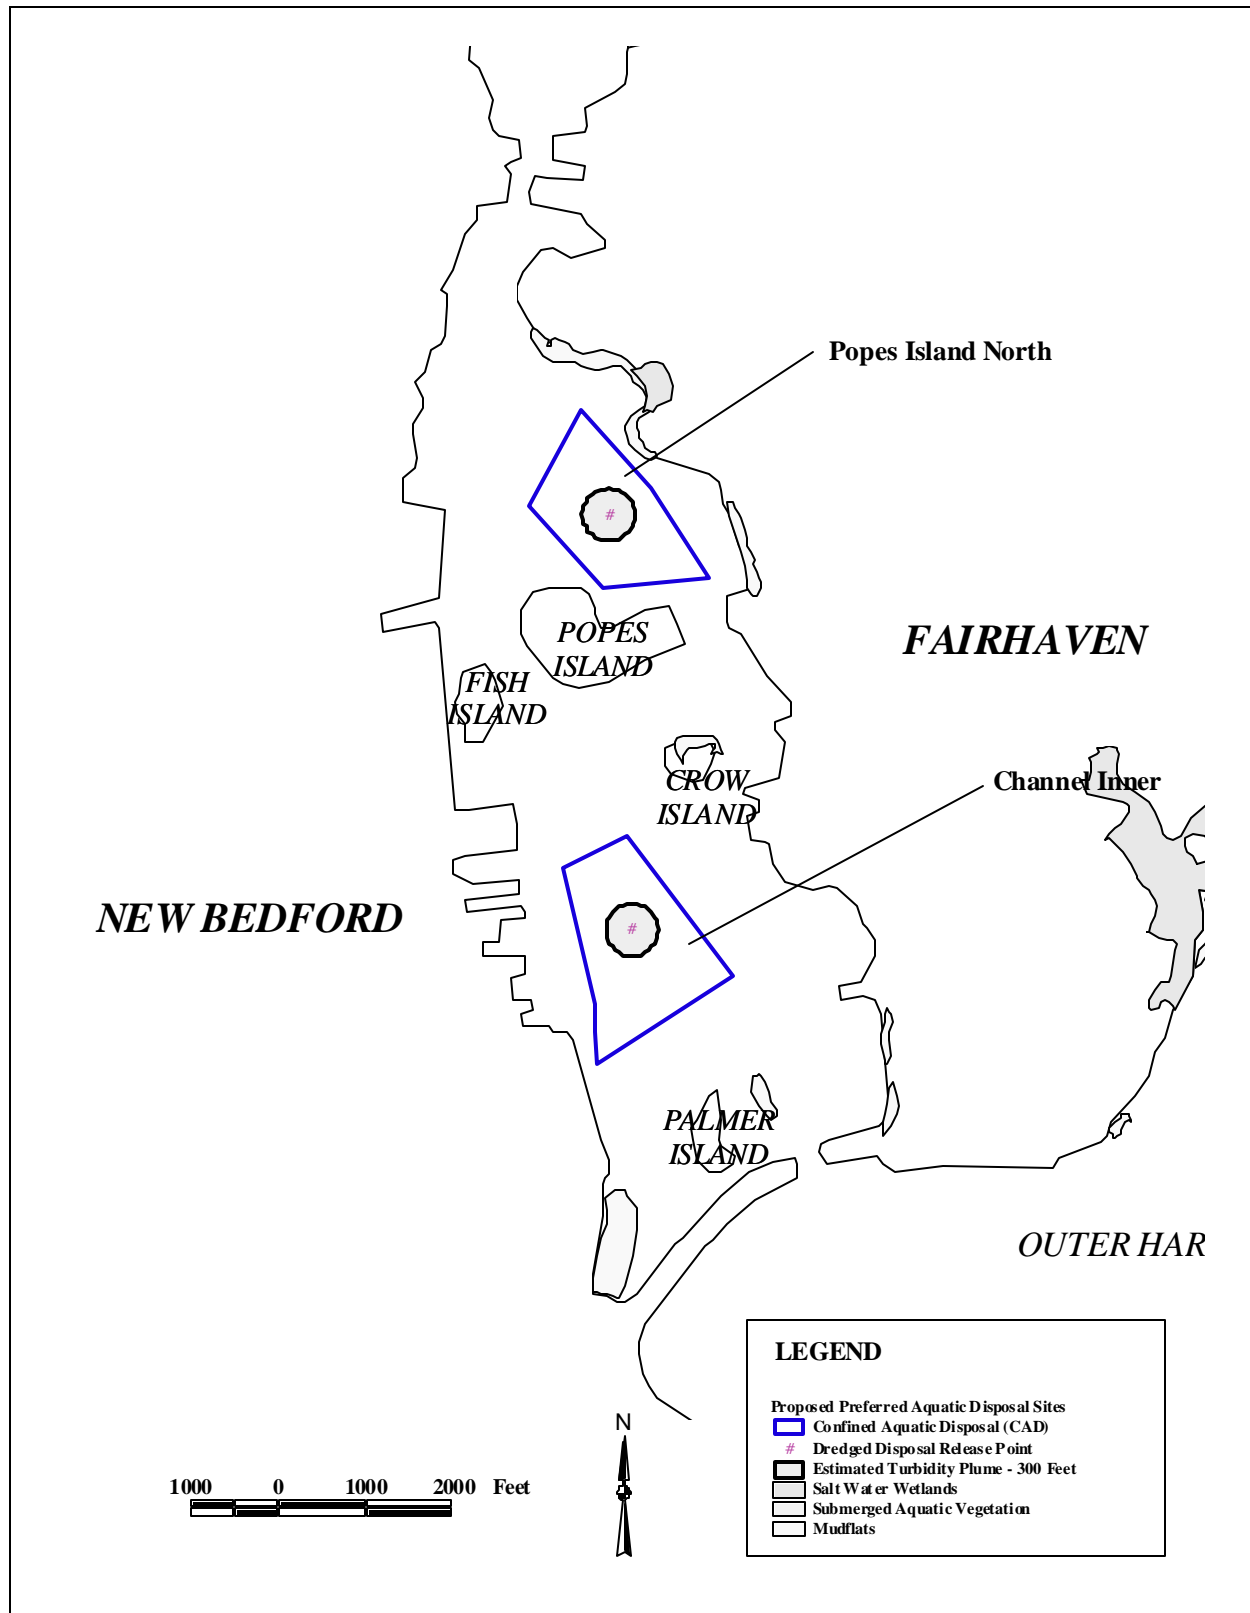 Popes Island North
#
POPES
ISLAND
FAIRHAVEN
FISH
ISLAND
CROW
ISLAND
Channel Inner
NEW BEDFORD
#
PALMER
ISLAND
OUTER HAR
LEGEND
Proposed Preferred Aquatic Disposal Sites
Confined Aquatic Disposal (CAD)
# Dredged Disposal Release Point
Estimated Turbidity Plume - 300 Feet
Salt Water Wetlands
Submerged Aquatic Vegetation
Mudflats
N
1000 0 1000 2000 Feet